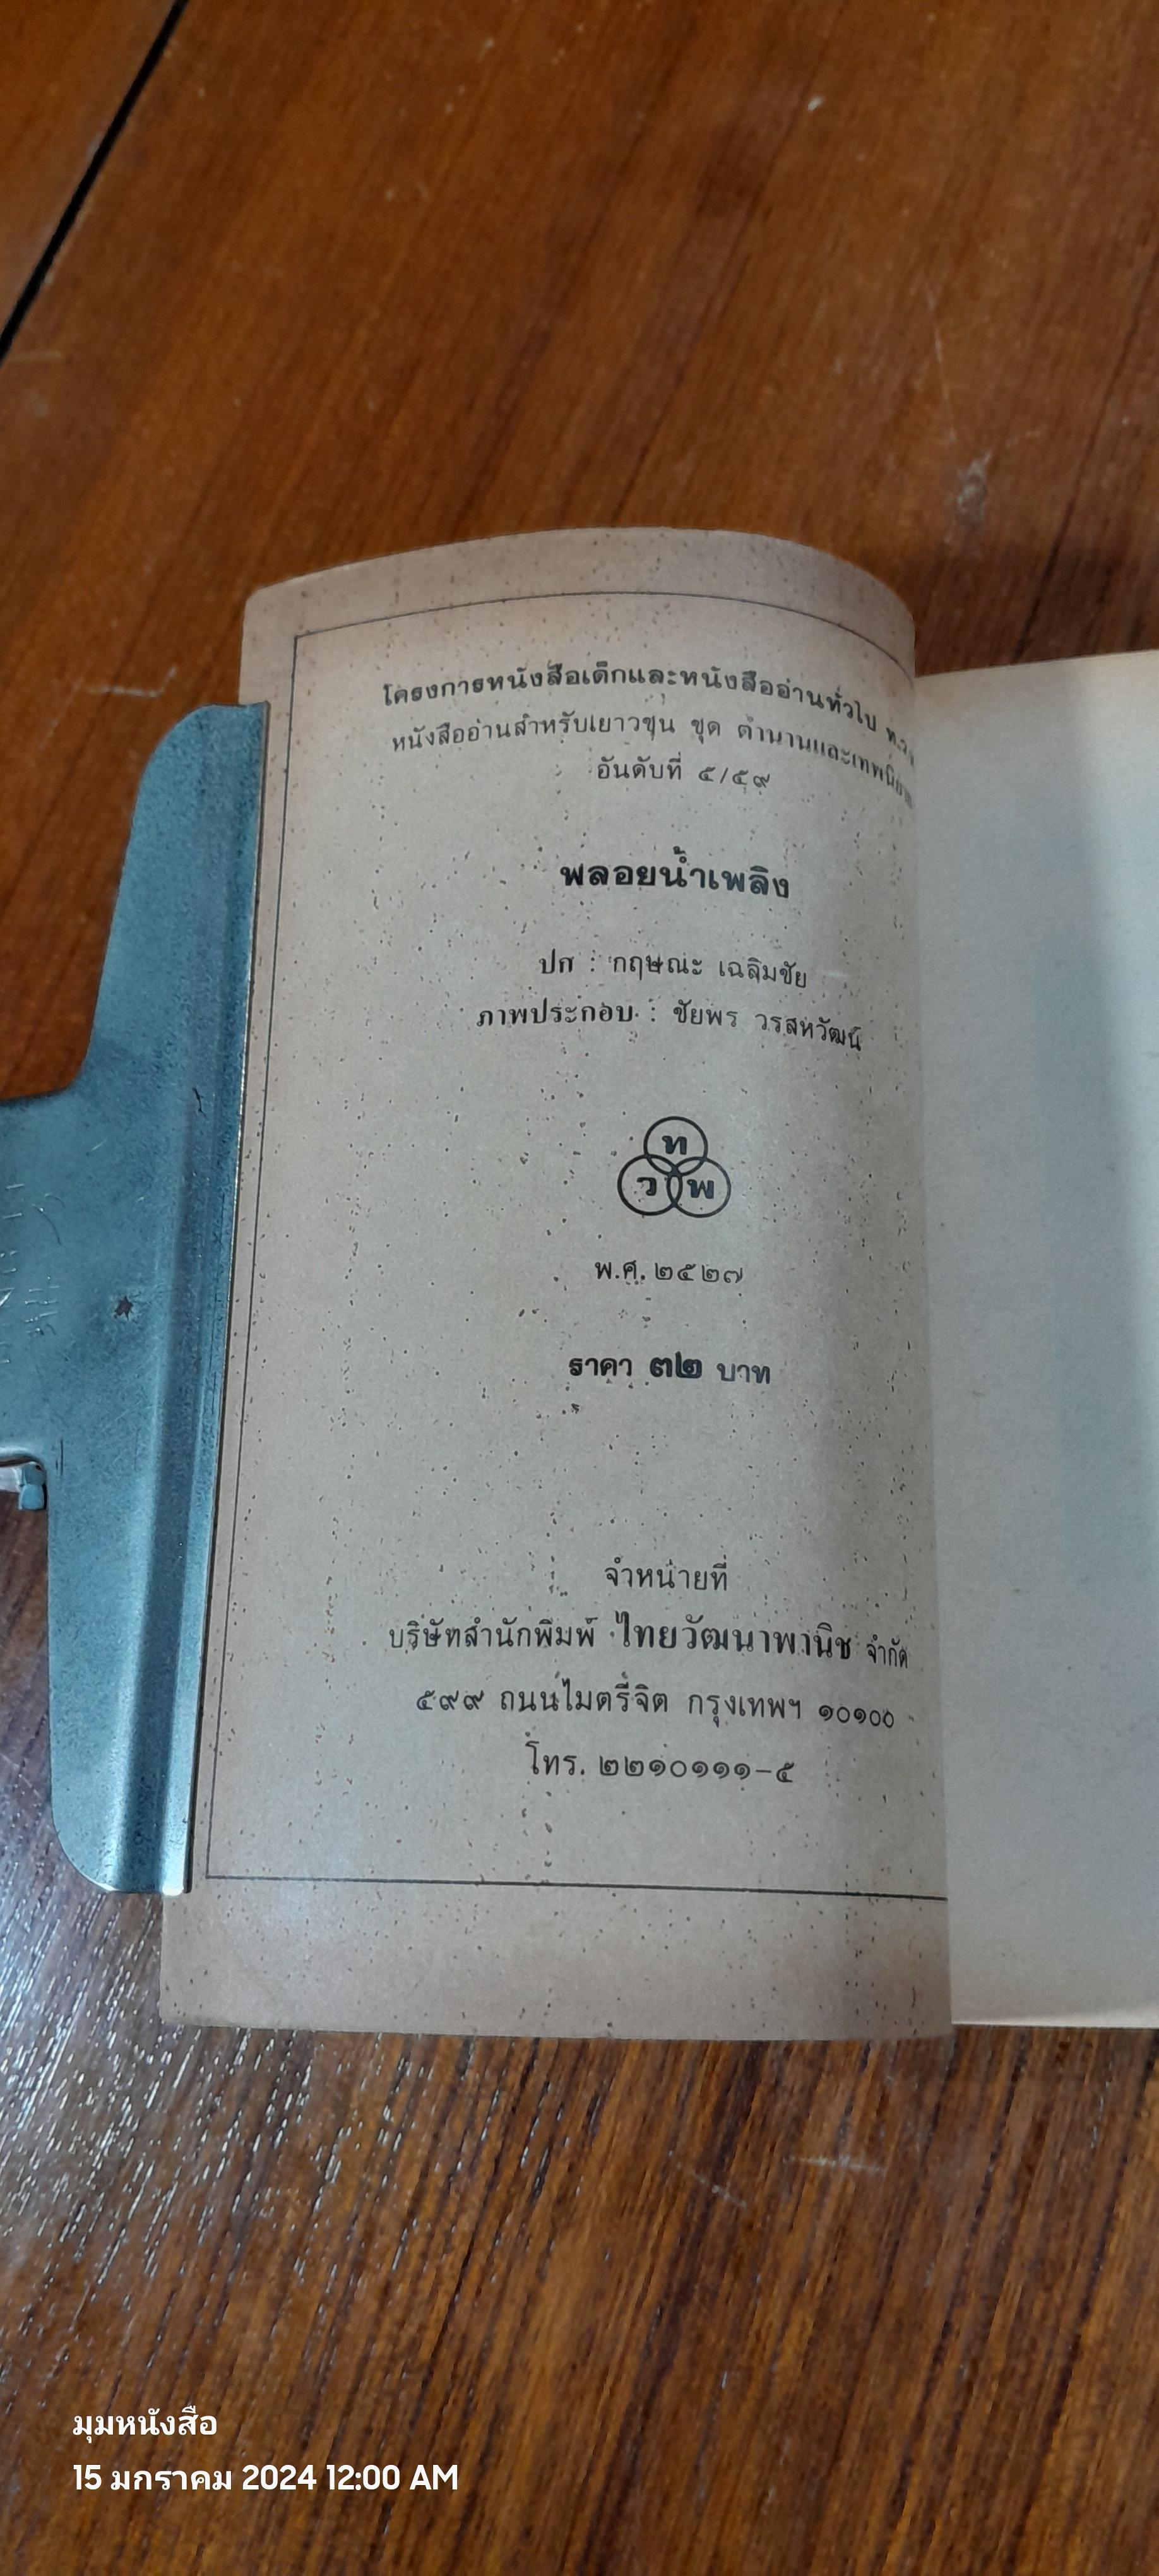 โครงการหนังสือเด็กและหนังสืออ่านทั่วไป ท.ว.
หนังสืออ่านสำหรับเยาวชน ชุด ตำนานและเทพนิยาย
อันดับที่ ๕/๕๙
พลอยน้ำเพลิง
ปก : กฤษณะ เฉลิมชัย
ภาพประกอบ : ชัยพร วรสหวัฒน์
ท
ว พ
พ.ศ. ๒๕๒๗
ราคา ๓๒ บาท
จำหน่ายที่
บริษัทสำนักพิมพ์ ไทยวัฒนาพานิช จำกัด
๕๙๙ ถนนไมตรีจิต กรุงเทพฯ ๑๐๑๐๐
โทร. ๒๒๑๐๑๑๑-๕
มุมหนังสือ
15 มกราคม 2024 12:00 AM